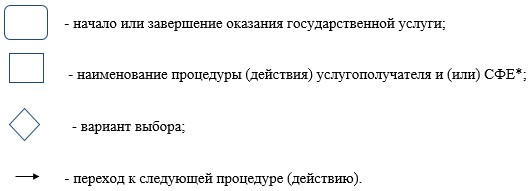 - начало или завершение оказания государственной услуги;
- наименование процедуры (действия) услугополучателя и (или) СФЕ*;
- вариант выбора;
- переход к следующей процедуре (действию).